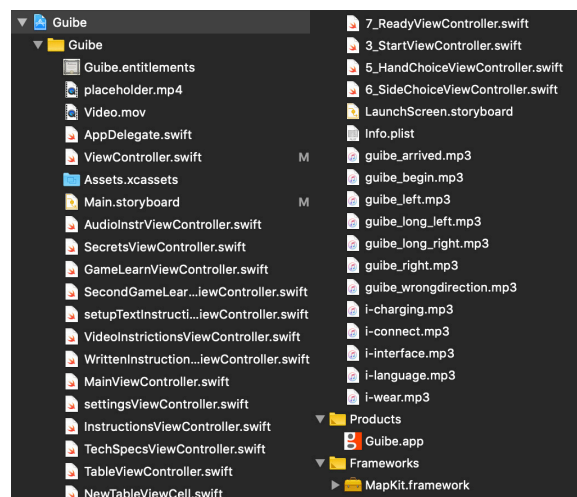 Guibe
Guibe
Guibe.entitlements
placeholder.mp4
Video.mov
AppDelegate.swift
ViewController.swift M
Assets.xcassets
Main.storyboard M
AudioInstrViewController.swift
SecretsViewController.swift
GameLearnViewController.swift
SecondGameLear...iewController.swift
setupTextInstructi...iewController.swift
VideoInstrictionsViewController.swift
WrittenInstruction...iewController.swift
MainViewController.swift
settingsViewController.swift
InstructionsViewController.swift
TechSpecsViewController.swift
TableViewController.swift
NewTableViewCell.swift
7_ReadyViewController.swift
3_StartViewController.swift
5_HandChoiceViewController.swift
6_SideChoiceViewController.swift
LaunchScreen.storyboard
Info.plist
guibe_arrived.mp3
guibe_begin.mp3
guibe_left.mp3
guibe_long_left.mp3
guibe_long_right.mp3
guibe_right.mp3
guibe_wrongdirection.mp3
i-charging.mp3
i-connect.mp3
i-interface.mp3
i-language.mp3
i-wear.mp3
Products
Guibe.app
Frameworks
MapKit.framework